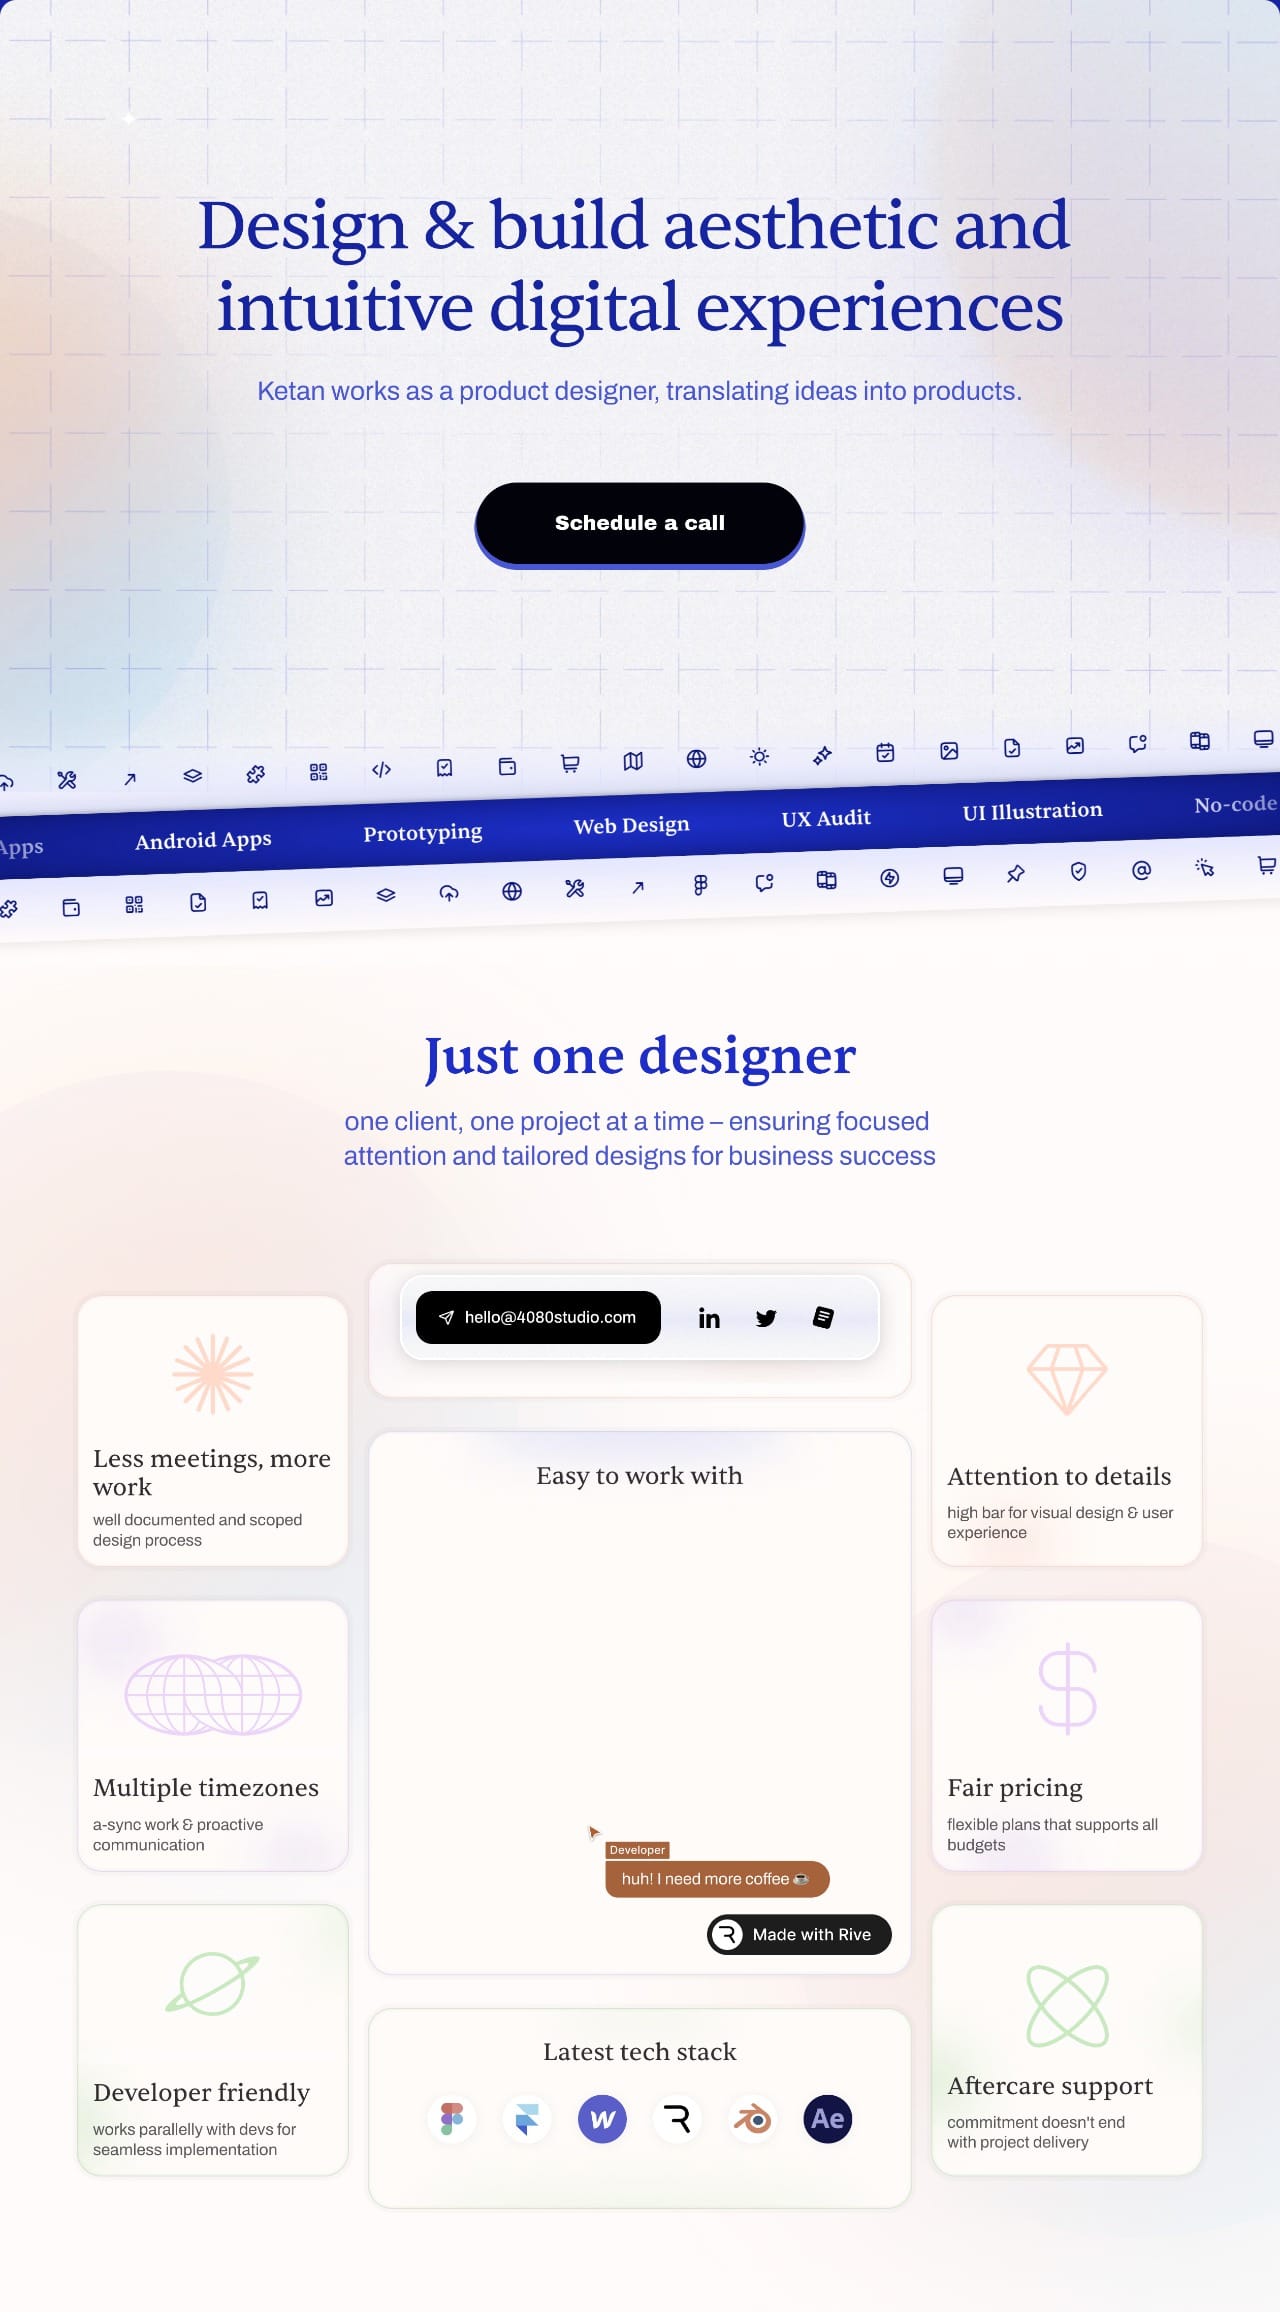 Design & build aesthetic and
intuitive digital experiences
Ketan works as a product designer, translating ideas into products.
Schedule a call
Apps Android Apps Prototyping Web Design UX Audit UI Illustration No-code
Just one designer
one client, one project at a time – ensuring focused
attention and tailored designs for business success
hello@4080studio.com
in
Less meetings, more
work
well documented and scoped
design process
Easy to work with
Attention to details
high bar for visual design & user
experience
Multiple timezones
a-sync work & proactive
communication
Fair pricing
flexible plans that supports all
budgets
Developer
huh! I need more coffee ☕
Made with Rive
Developer friendly
works parallelly with devs for
seamless implementation
Latest tech stack
Ae
Aftercare support
commitment doesn't end
with project delivery